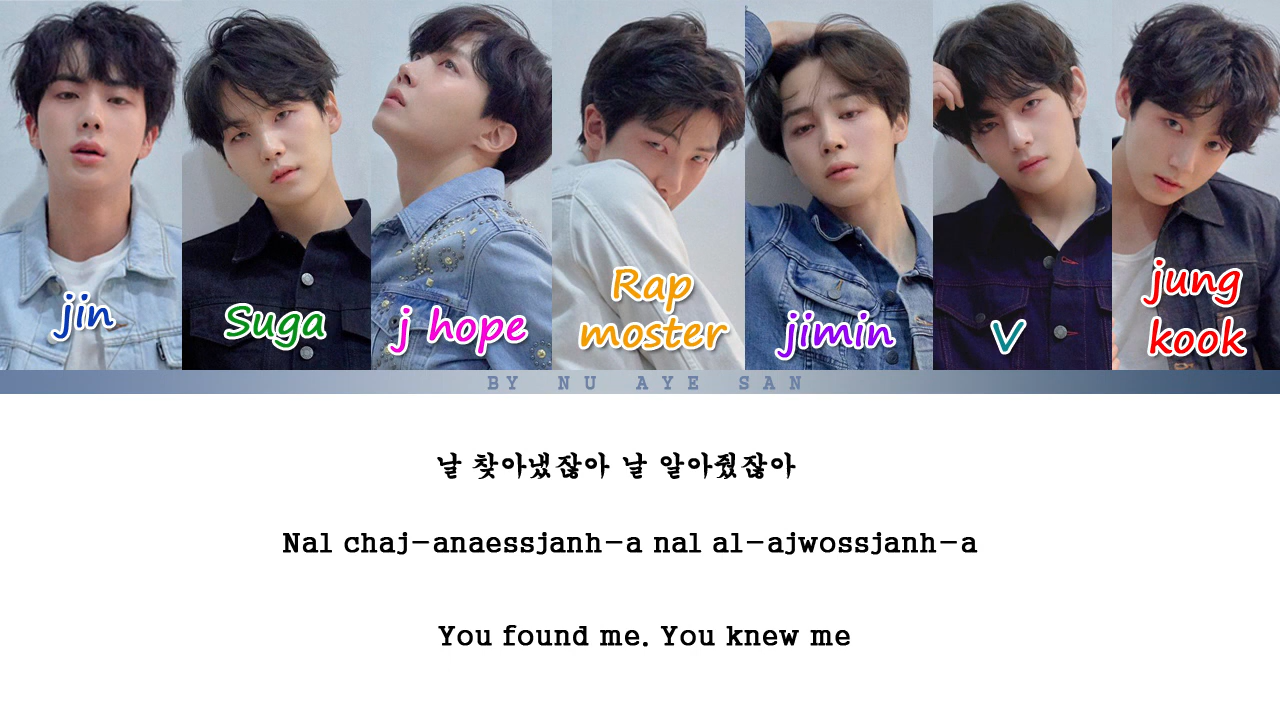 jin
Suga
j hope
Rap
moster
jimin
V
jung
kook
BY NU AYE SAN
날 찾아냈잖아 날 알아줬잖아
Nal chaj-anaessjanh-a nal al-ajwossjanh-a
You found me. You knew me